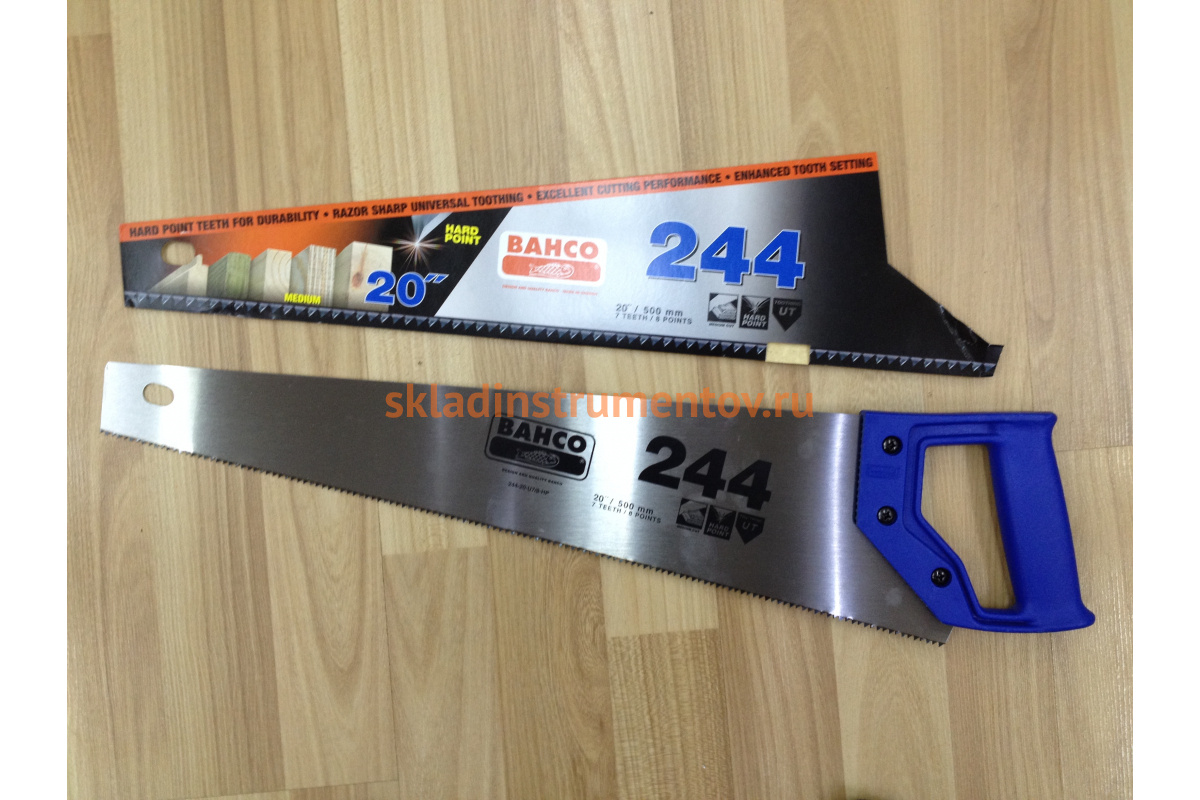 HARD POINT TEETH FOR DURABILITY • RAZOR SHARP UNIVERSAL TOOTHING • EXCELLENT CUTTING PERFORMANCE • ENHANCED TOOTH SETTING
HARD
POINT
BAHCO
244
20"
MEDIUM
20" / 500 mm
7 TEETH / 8 POINTS
HARD
POINT
UT
skladinstrumentov.ru
BAHCO
244
20" / 500 mm
7 TEETH / 8 POINTS
HARD
POINT
UT